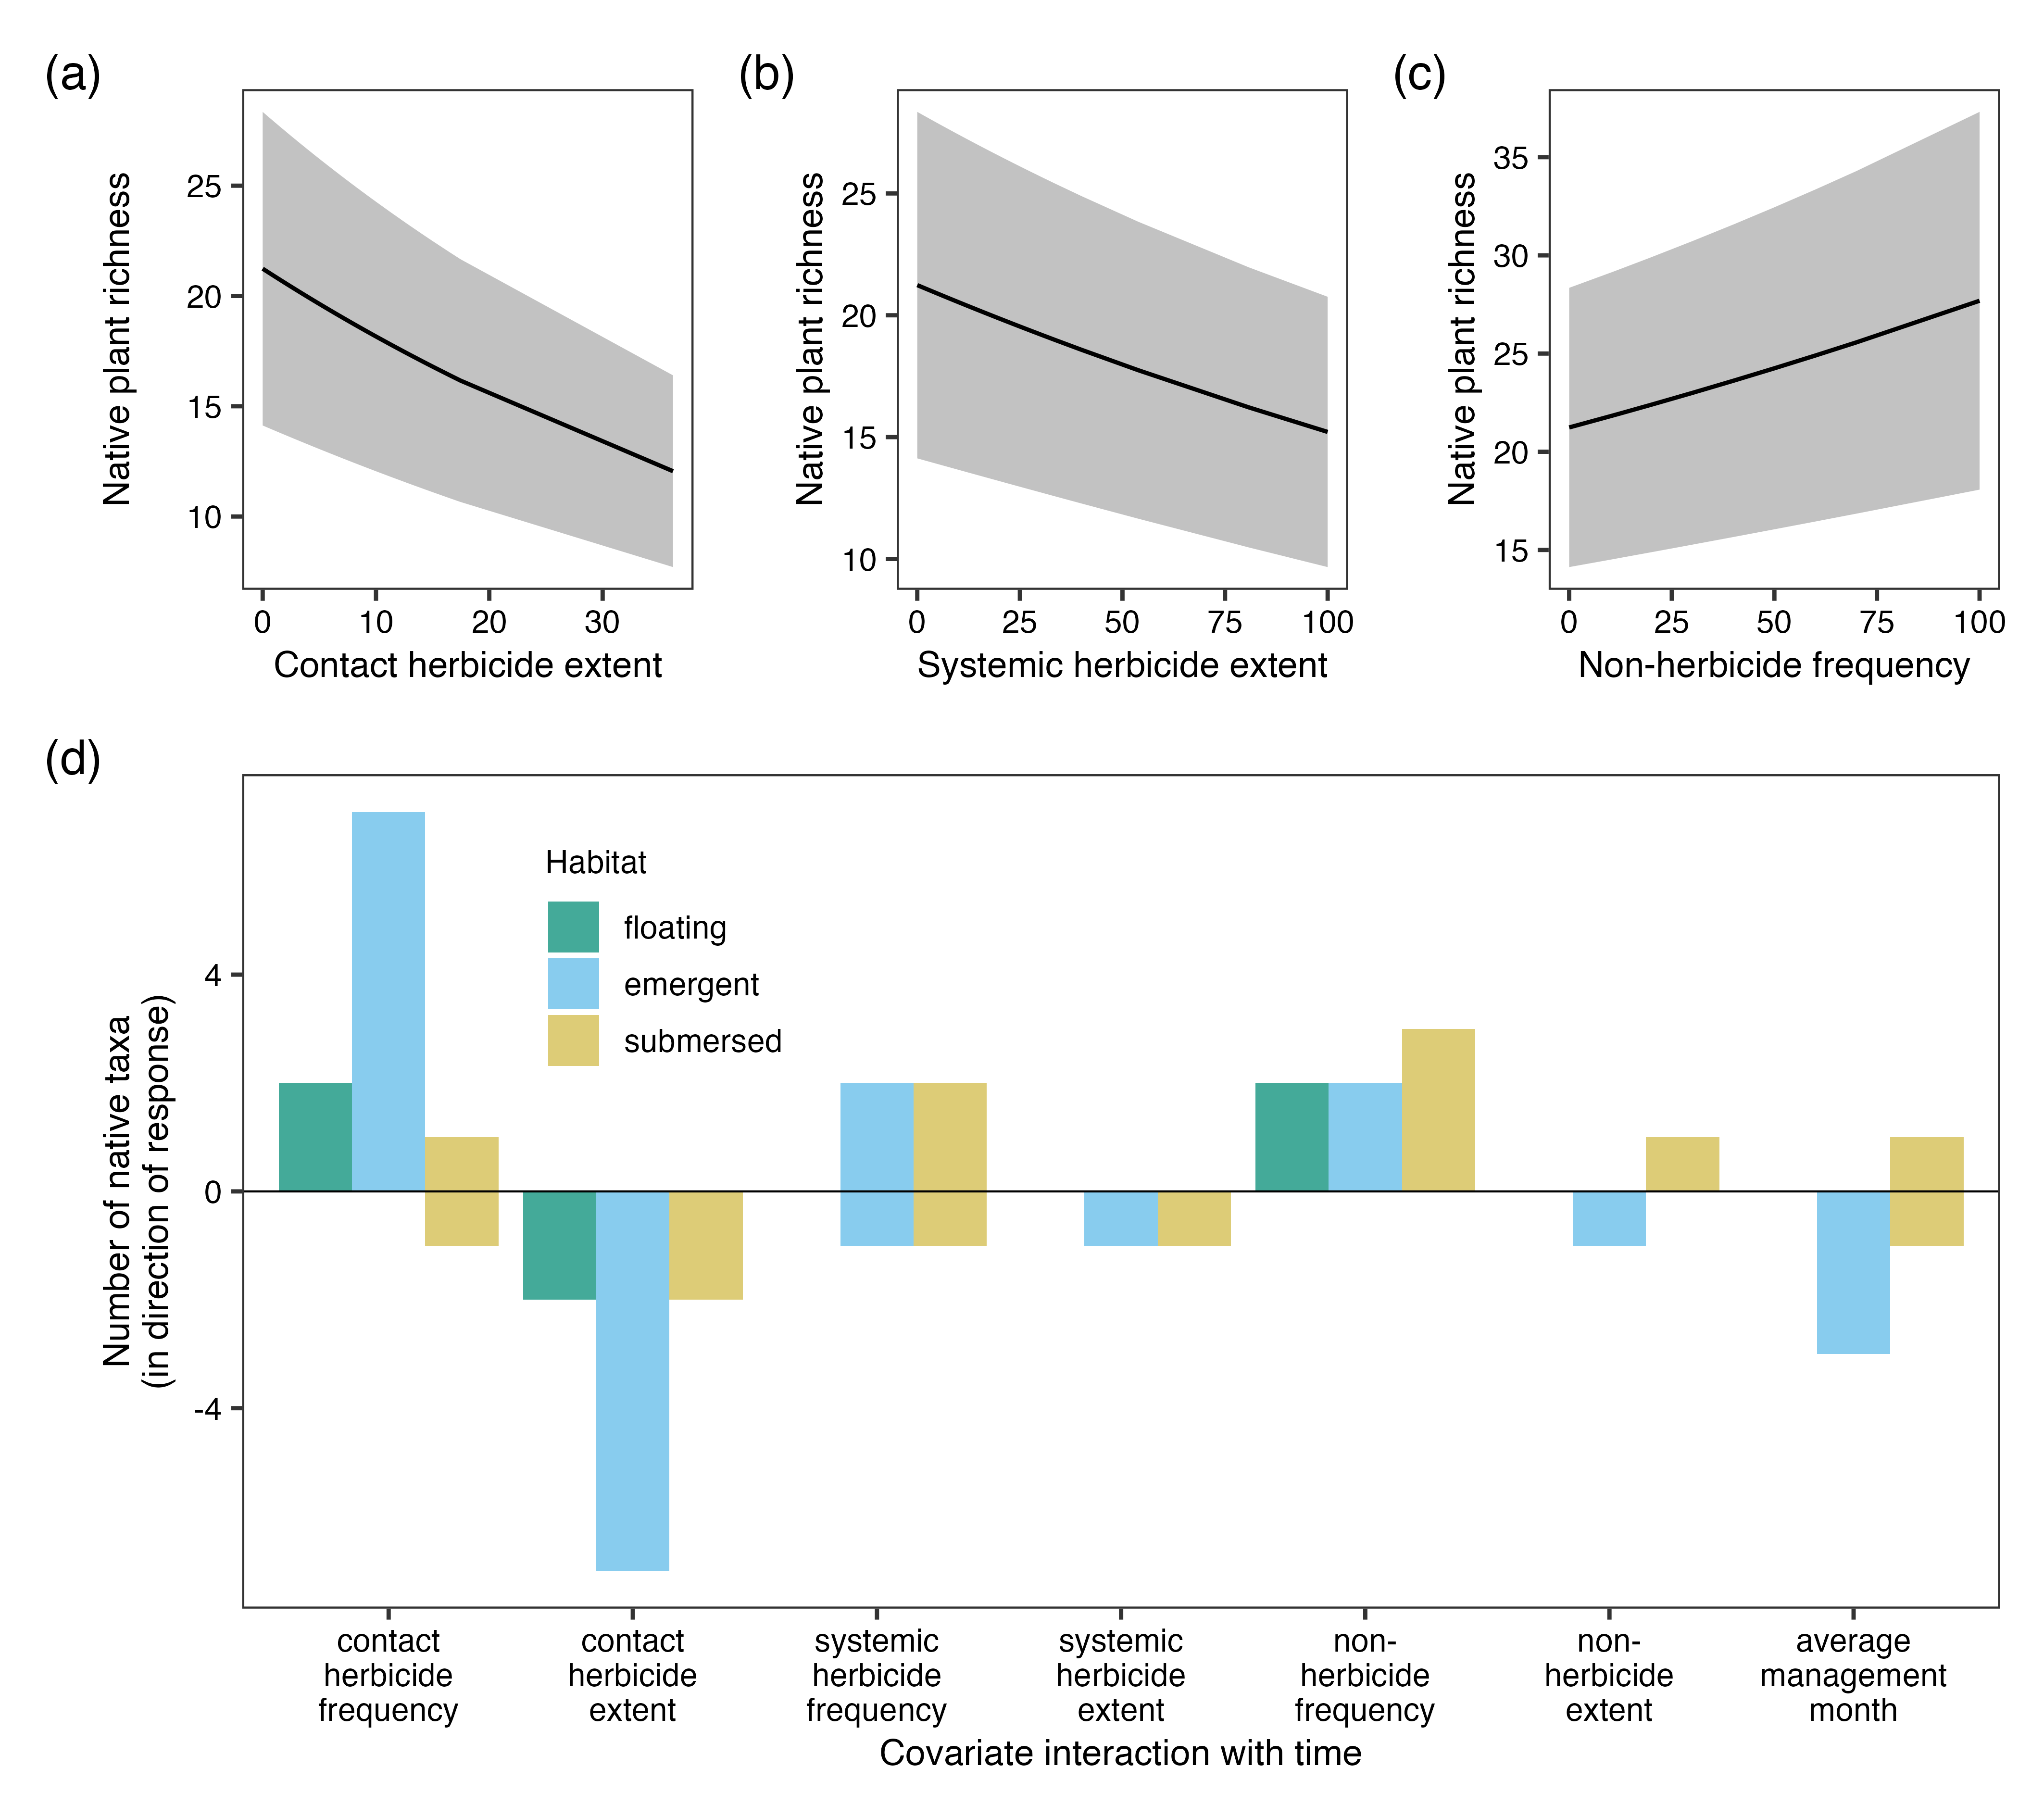 (a)
Native plant richness
25
20
15
10
0 10 20 30
Contact herbicide extent
(b)
Native plant richness
25
20
15
10
0 25 50 75 100
Systemic herbicide extent
(c)
Native plant richness
35
30
25
20
15
0 25 50 75 100
Non-herbicide frequency
(d)
Number of native taxa
(in direction of response)
4
0
-4
Habitat
floating
emergent
submersed
contact
herbicide
frequency
contact
herbicide
extent
systemic
herbicide
frequency
systemic
herbicide
extent
non-
herbicide
frequency
non-
herbicide
extent
average
management
month
Covariate interaction with time